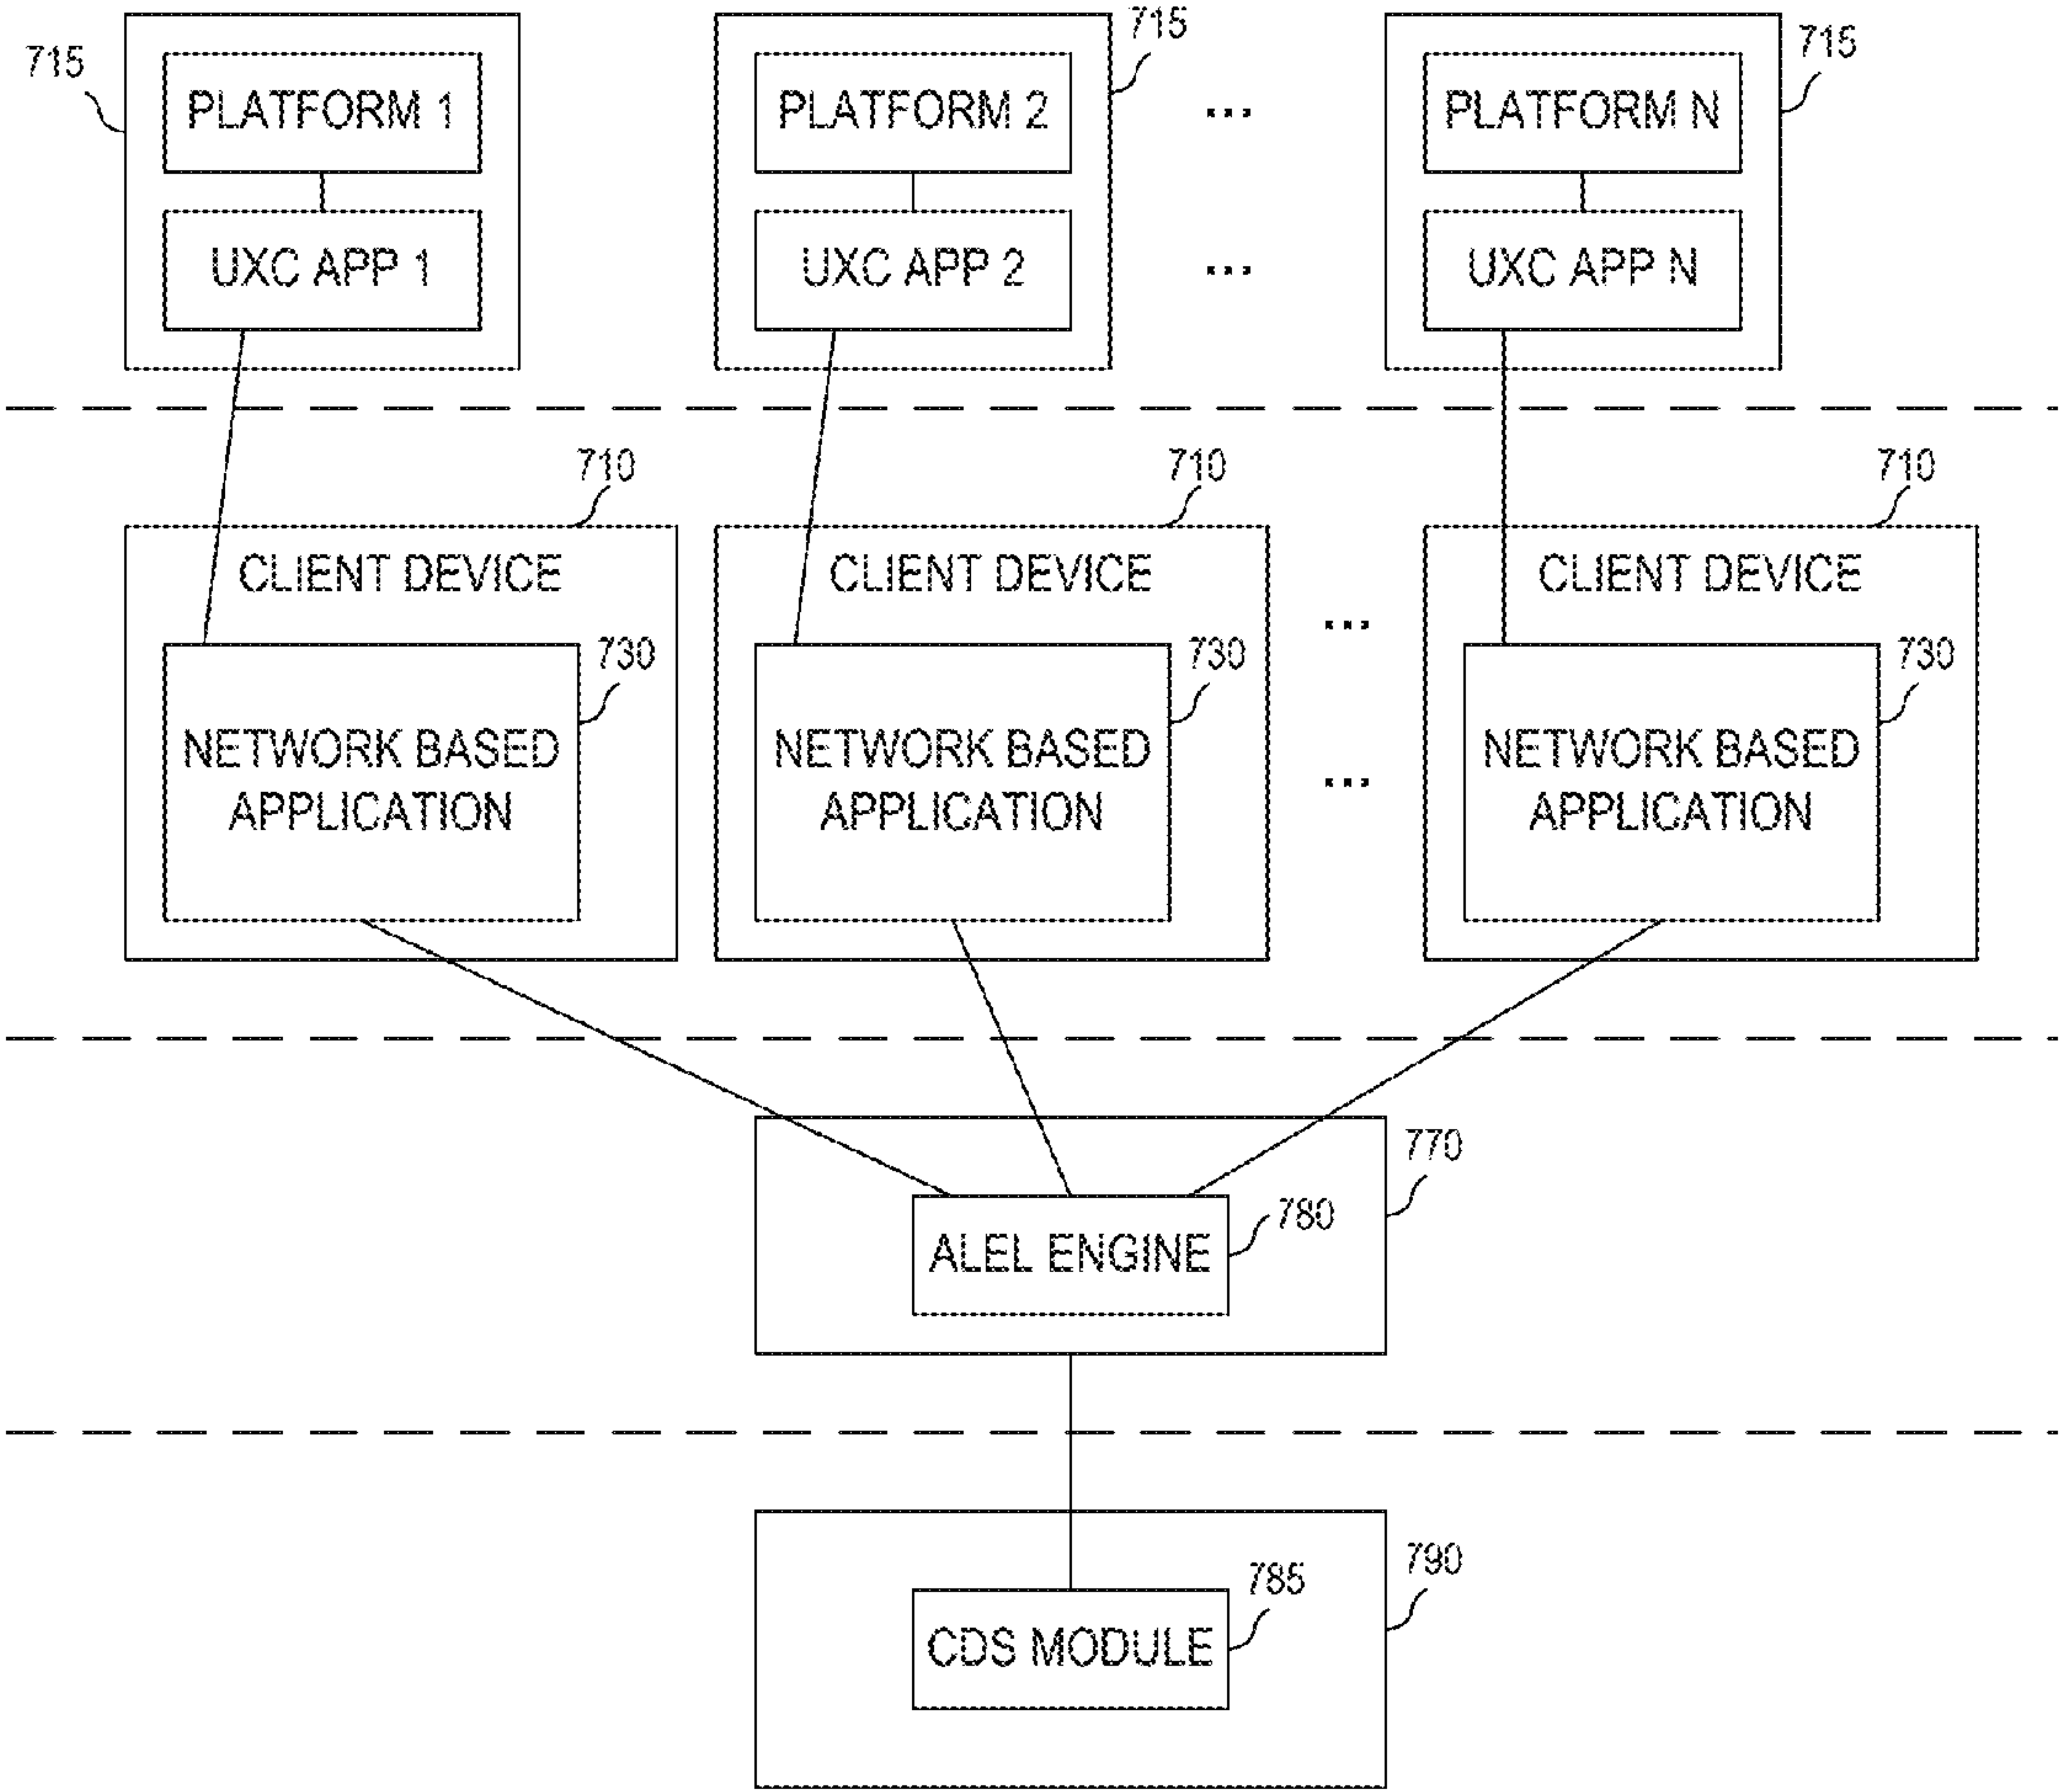 715
PLATFORM 1
UXC APP 1
715
PLATFORM 2
UXC APP 2
...
...
715
PLATFORM N
UXC APP N
710
CLIENT DEVICE
730
NETWORK BASED
APPLICATION
710
CLIENT DEVICE
730
NETWORK BASED
APPLICATION
...
...
710
CLIENT DEVICE
730
NETWORK BASED
APPLICATION
770
780
ALEL ENGINE
790
785
CDS MODULE